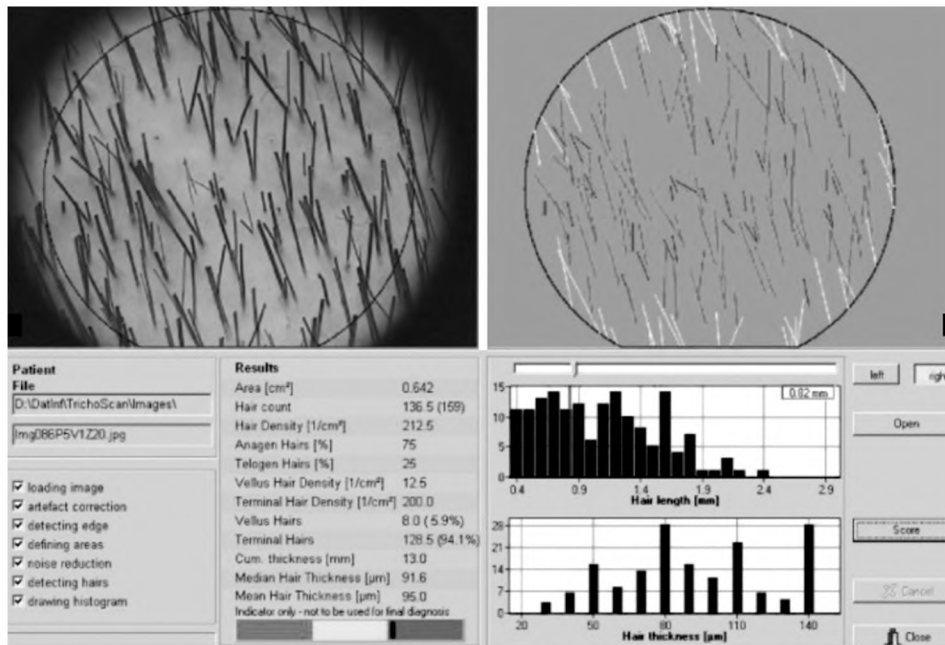 Patient
File
D:\DatInf\TrichoScan\Images\
Img086P5V1Z20.jpg
loading image
artefact correction
detecting edge
defining areas
noise reduction
detecting hairs
drawing histogram
Results
Area [cm²] 0.642
Hair count 136.5 (159)
Hair Density [1/cm²] 212.5
Anagen Hairs [%] 75
Telogen Hairs [%] 25
Vellus Hair Density [1/cm²] 12.5
Terminal Hair Density [1/cm²] 200.0
Vellus Hairs 8.0 (5.9%)
Terminal Hairs 128.5 (94.1%)
Cum. thickness [mm] 13.0
Median Hair Thickness [µm] 91.6
Mean Hair Thickness [µm] 95.0
Indicator only - not to be used for final diagnosis
0.82 mm
15
10
5
0
0.4 0.9 1.4 1.9 2.4 2.9
Hair length [mm]
28
21
14
7
0
20 50 80 110 140
Hair thickness [µm]
left righ
Open
Score
Cancel
Close